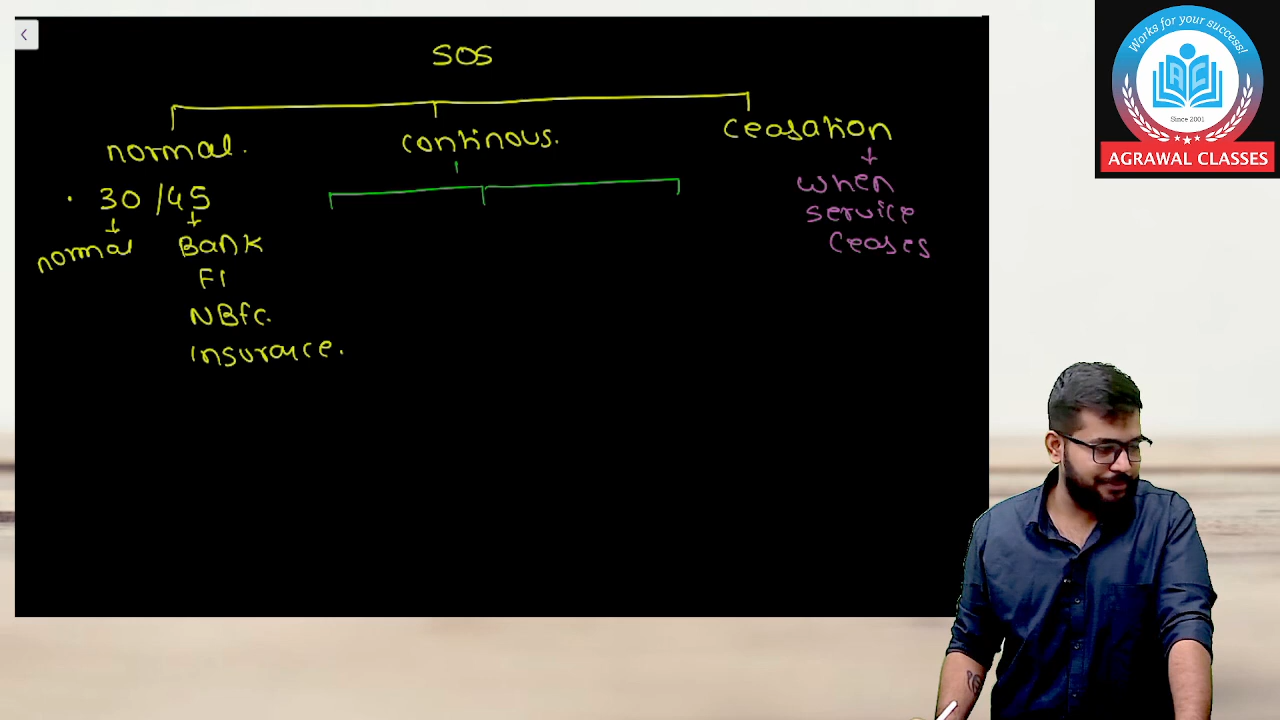 SOS
normal.
continous.
Ceasation
30 / 45
normal
Bank
FI
NBfc.
insurance.
when
service
Ceases
Works for your success!
AC
Since 2001
AGRAWAL CLASSES